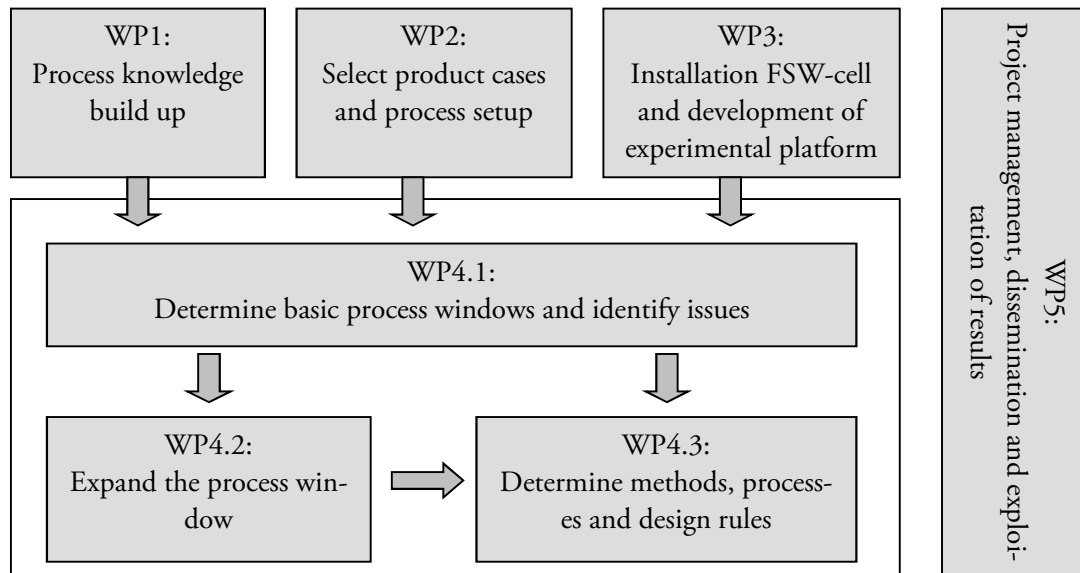 WP1:
Process knowledge
build up
WP2:
Select product cases
and process setup
WP3:
Installation FSW-cell
and development of
experimental platform
WP4.1:
Determine basic process windows and identify issues
WP4.2:
Expand the process win-
dow
WP4.3:
Determine methods, process-
es and design rules
WP5:
Project management, dissemination and exploi-
tation of results